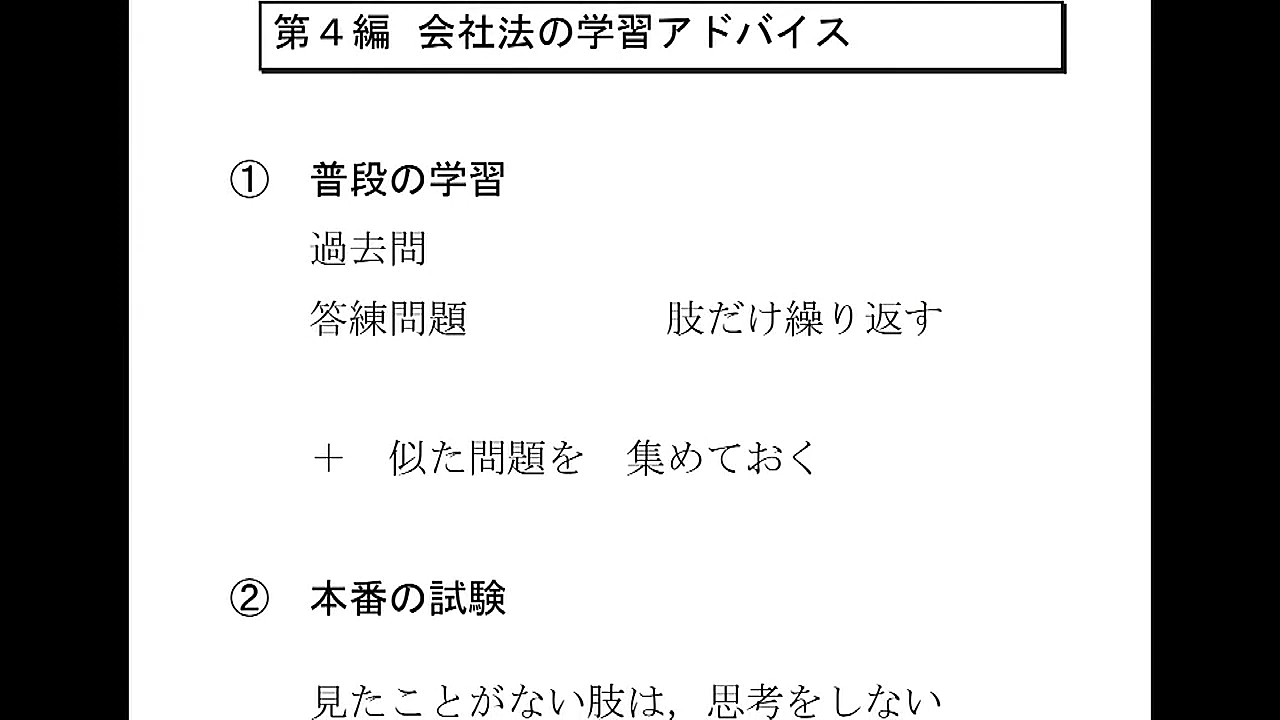 第４編　会社法の学習アドバイス
①　普段の学習
過去問
答練問題　　　　　肢だけ繰り返す
＋　似た問題を　集めておく
②　本番の試験
見たことがない肢は，思考をしない